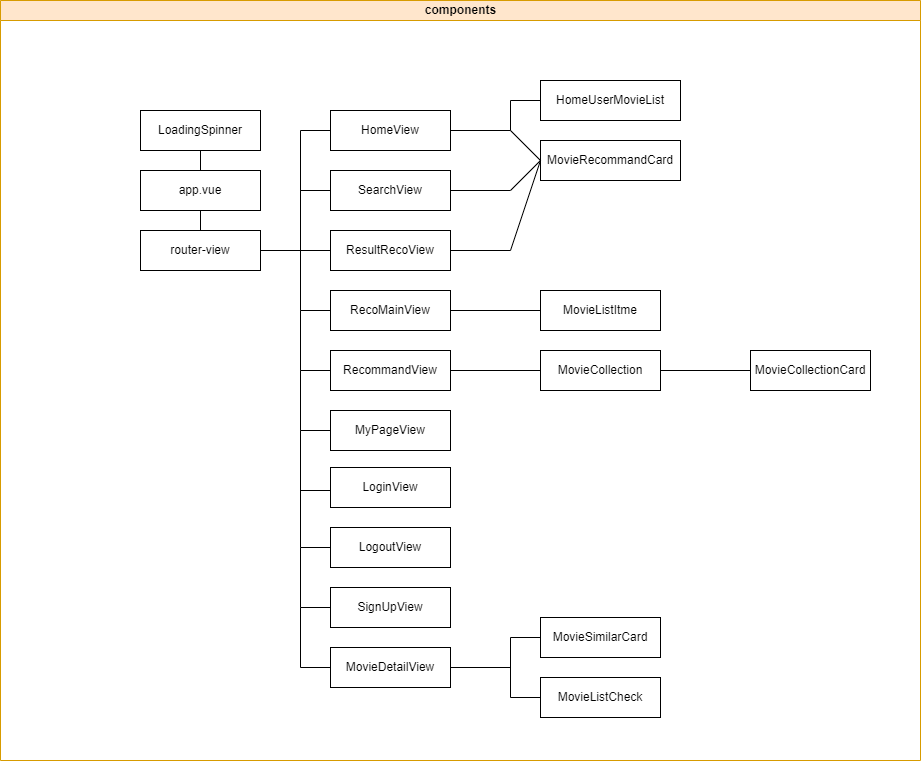 components
LoadingSpinner
app.vue
router-view
HomeView
SearchView
ResultRecoView
RecoMainView
RecommandView
MyPageView
LoginView
LogoutView
SignUpView
MovieDetailView
HomeUserMovieList
MovieRecommandCard
MovieListItme
MovieCollection
MovieCollectionCard
MovieSimilarCard
MovieListCheck